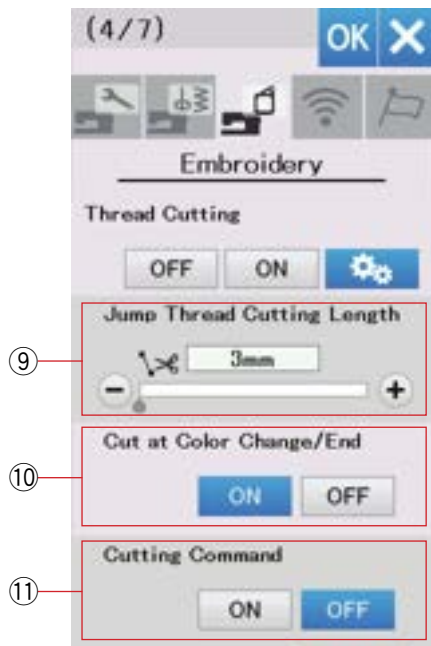 (4/7)
OK
Embroidery
Thread Cutting
OFF ON
Jump Thread Cutting Length
⑨
3mm
− +
Cut at Color Change/End
⑩
ON OFF
Cutting Command
⑪
ON OFF